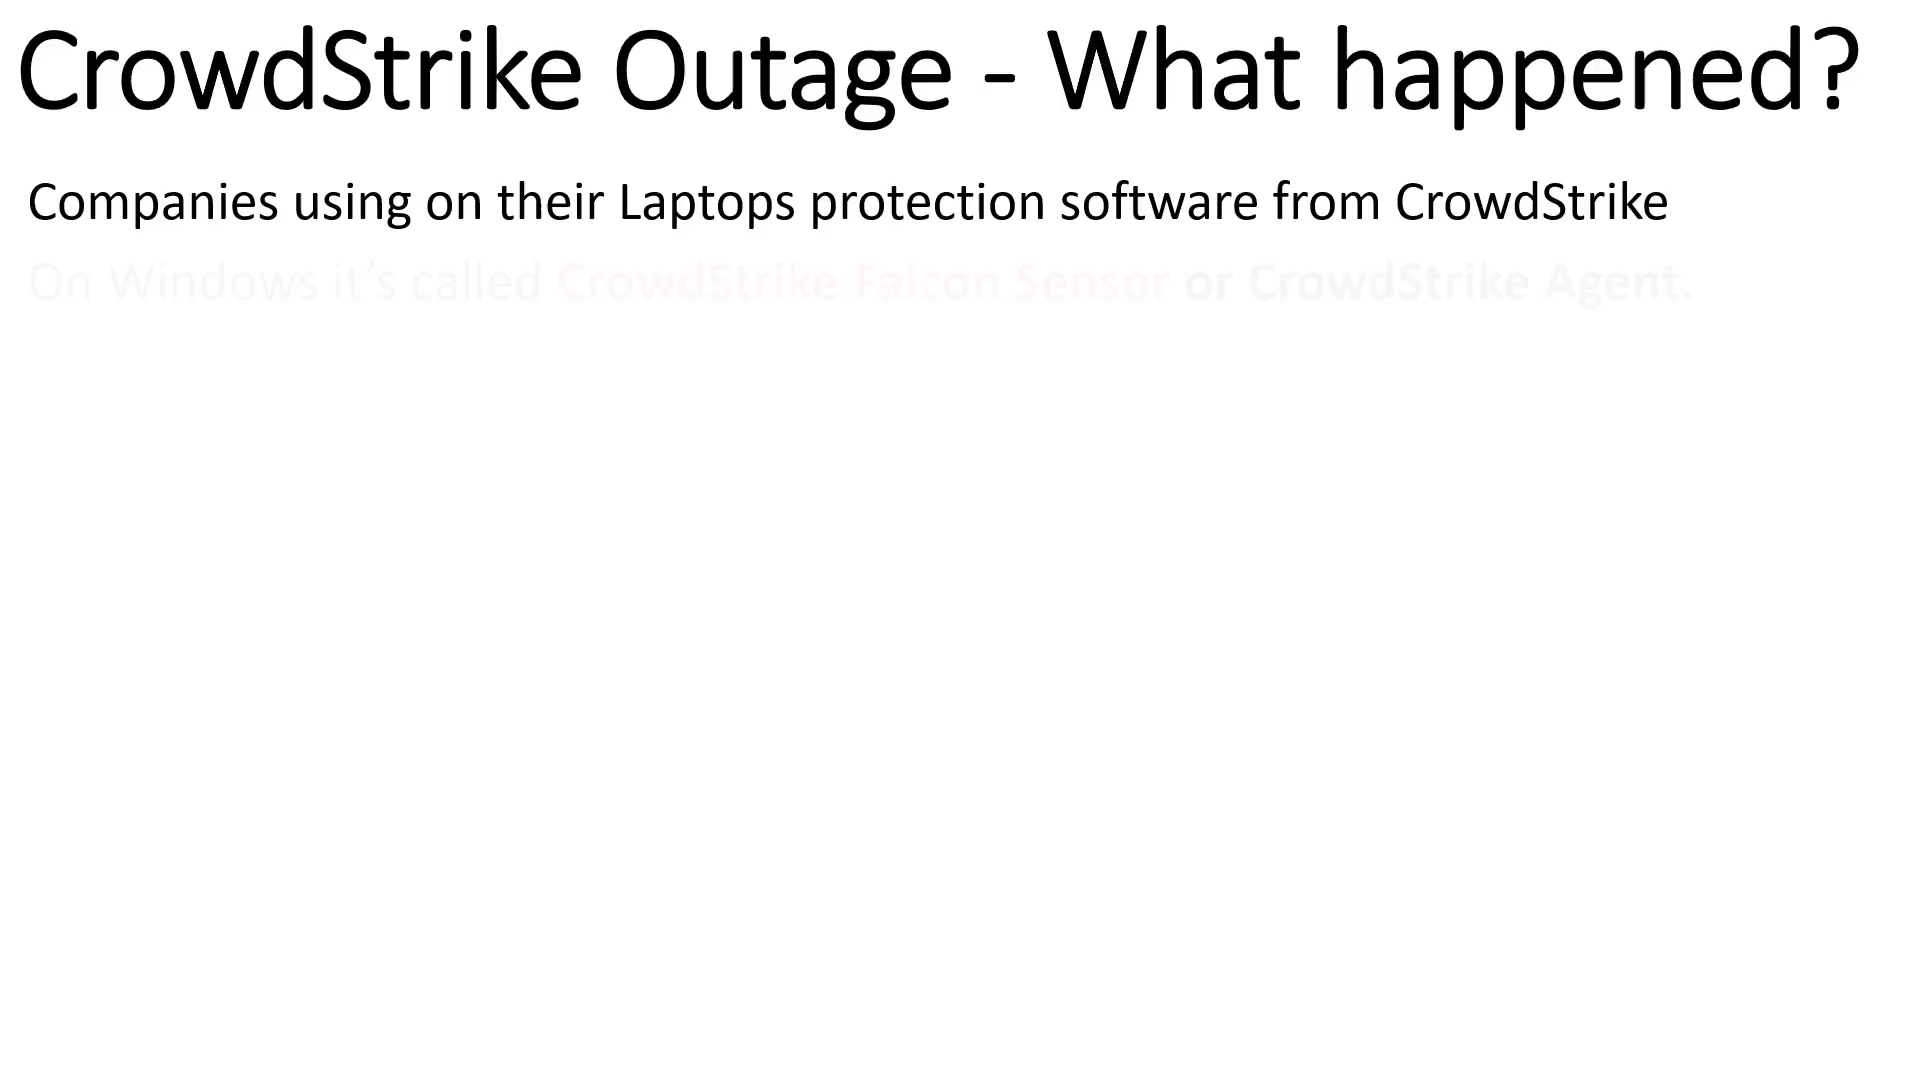 CrowdStrike Outage - What happened?
Companies using on their Laptops protection software from CrowdStrike
On Windows it’s called CrowdStrike Falcon Sensor or CrowdStrike Agent.